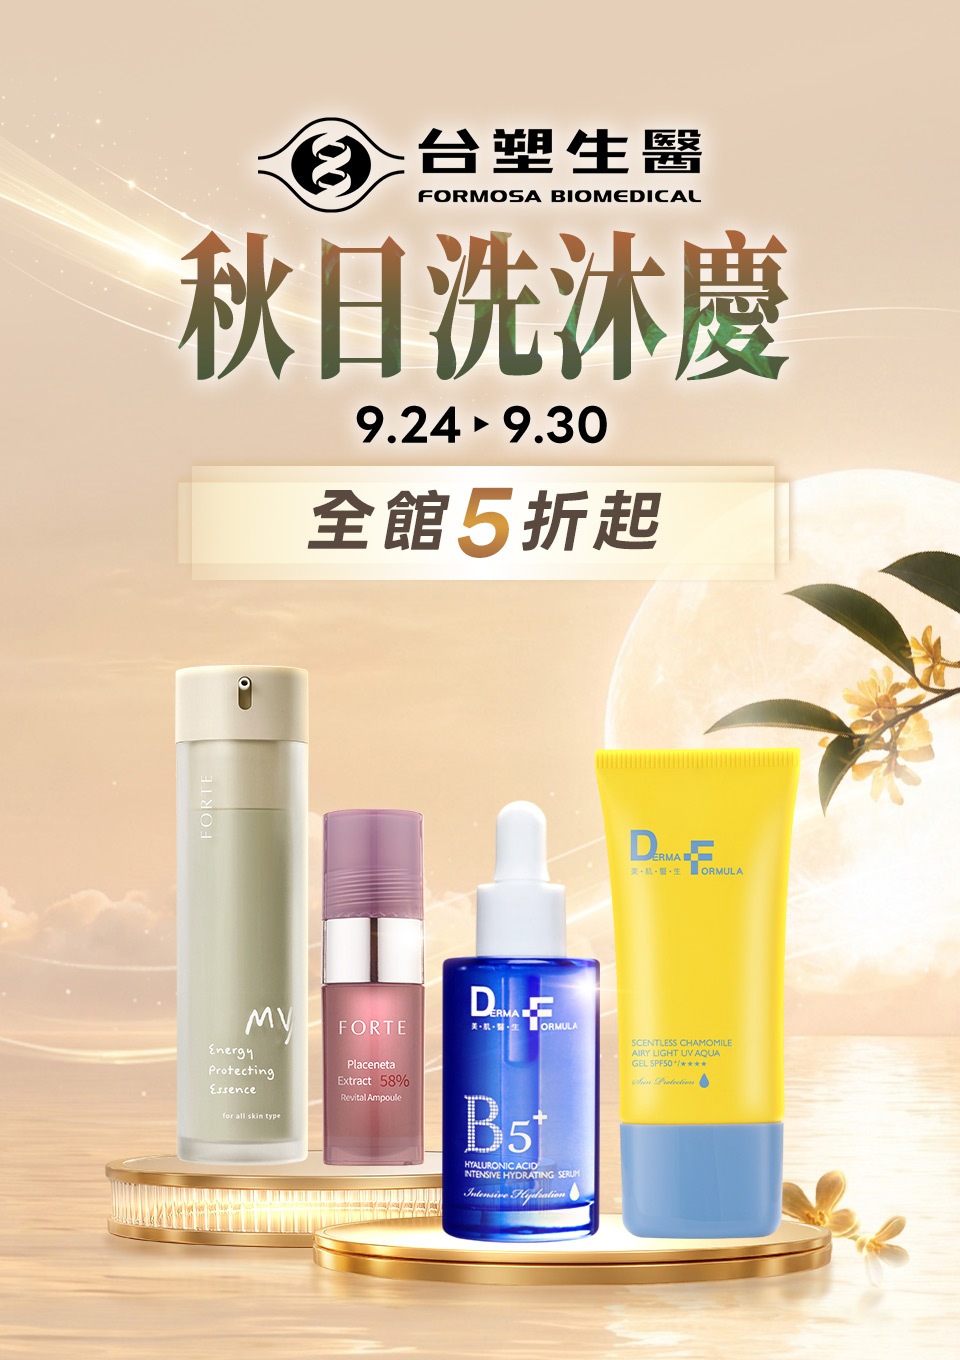 台塑生醫
FORMOSA BIOMEDICAL
秋日洗沐慶
9.24▸9.30
全館5折起
FORTE
MY
Energy
Protecting
Essence
for all skin type
FORTE
Placeneta
Extract 58%
Revital Ampoule
DERMA FORMULA
美·肌·醫·生
B5+
HYALURONIC ACID
INTENSIVE HYDRATING SERUM
Intensive Hydration
DERMA FORMULA
美·肌·醫·生
SCENTLESS CHAMOMILE
AIRY LIGHT UV AQUA
GEL SPF50+/★★★★
Skin Protection